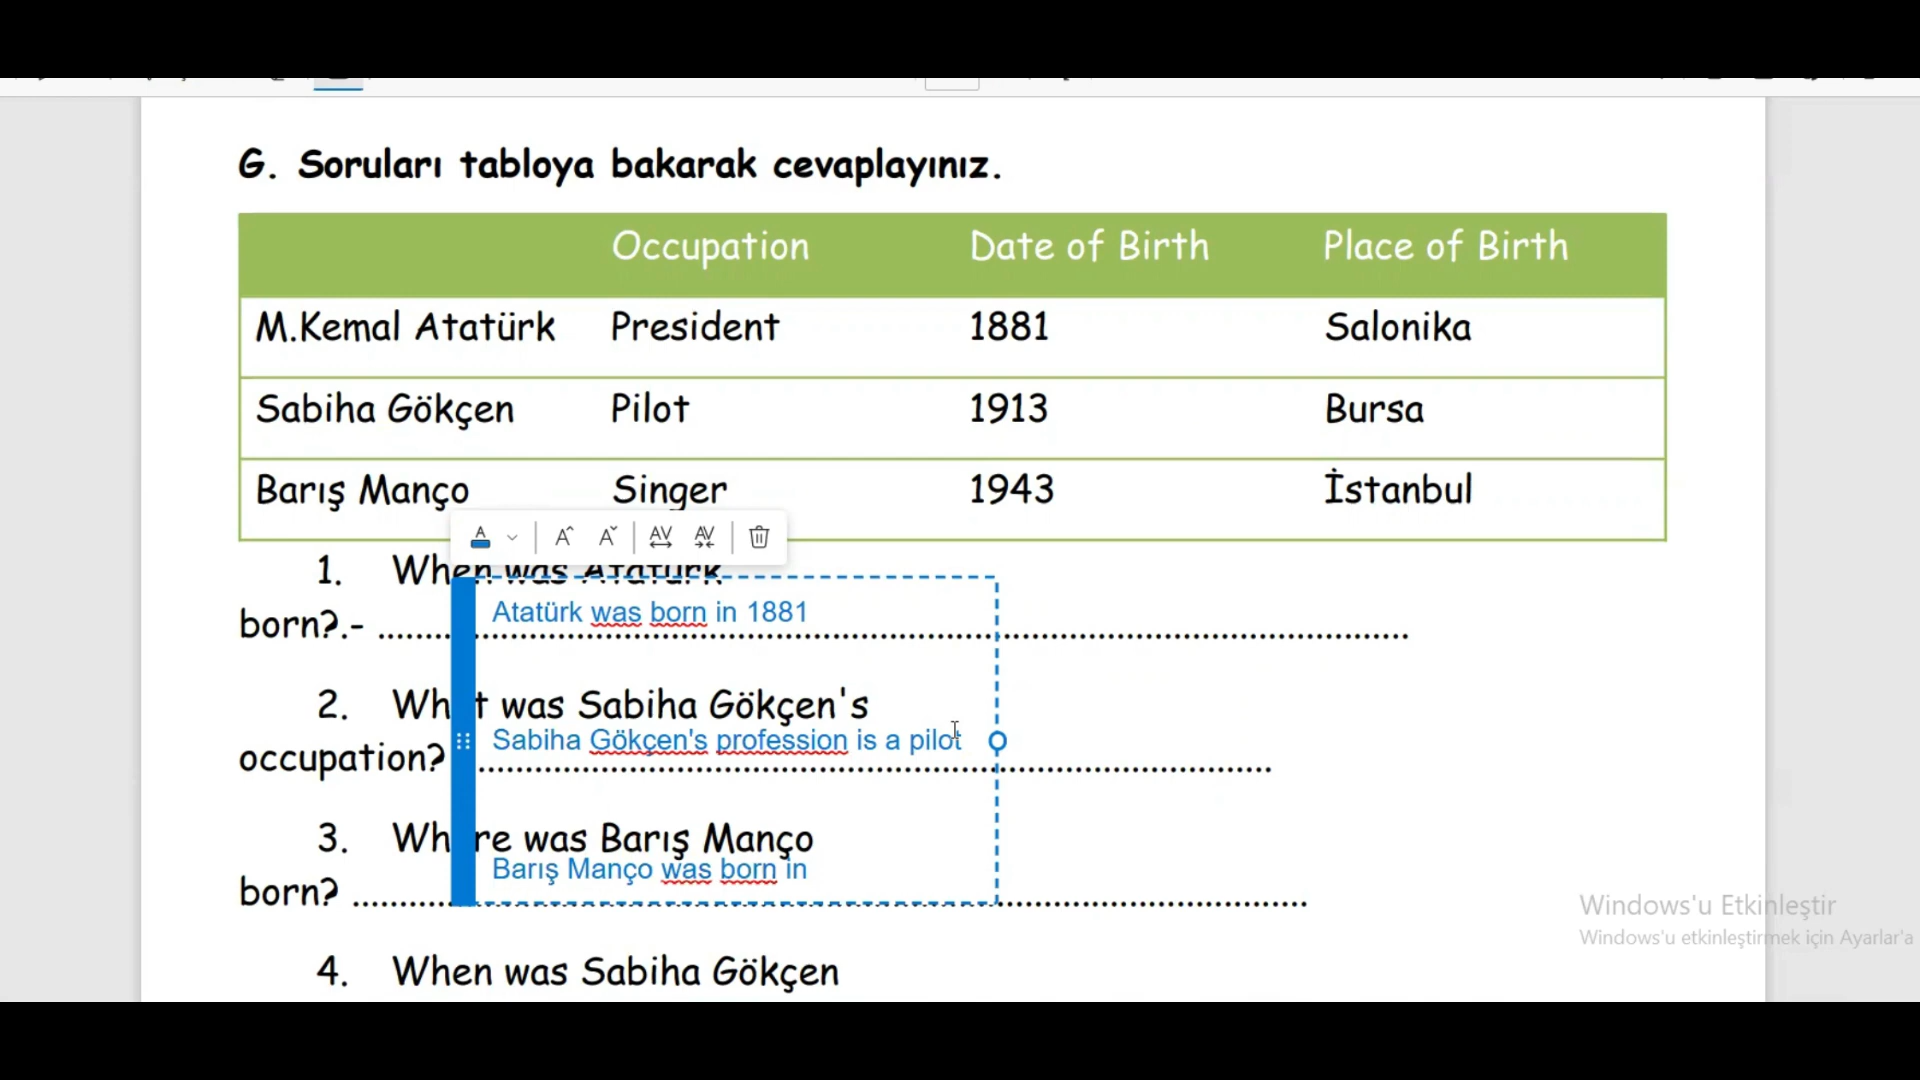 G. Soruları tabloya bakarak cevaplayınız.
Occupation Date of Birth Place of Birth
M.Kemal Atatürk President 1881 Salonika
Sabiha Gökçen Pilot 1913 Bursa
Barış Manço Singer 1943 İstanbul
1. When was Atatürk
Atatürk was born in 1881
born?.- ................................................
2. What was Sabiha Gökçen's
Sabiha Gökçen's profession is a pilot
occupation? ................................................
3. Where was Barış Manço
Barış Manço was born in
born? ................................................
4. When was Sabiha Gökçen
Windows'u Etkinleştir
Windows'u etkinleştirmek için Ayarlar'a